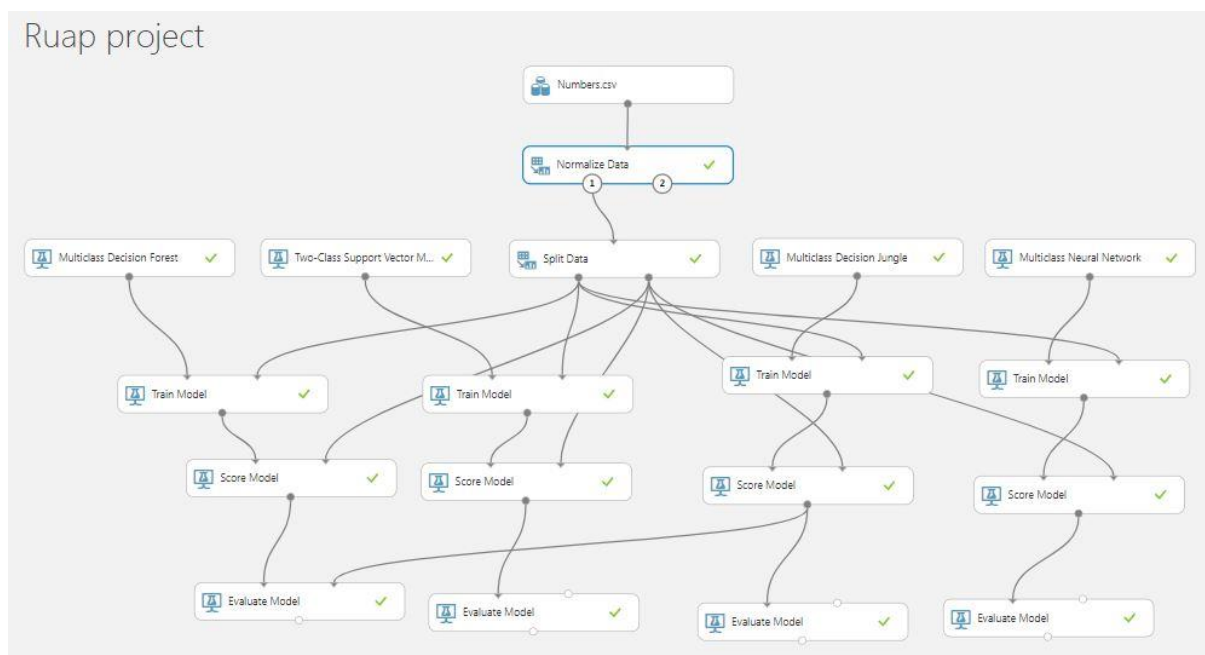 Ruap project
Numbers.csv
Normalize Data
1 2
Multiclass Decision Forest
Two-Class Support Vector M...
Split Data
Multiclass Decision Jungle
Multiclass Neural Network
Train Model
Train Model
Train Model
Train Model
Score Model
Score Model
Score Model
Score Model
Evaluate Model
Evaluate Model
Evaluate Model
Evaluate Model